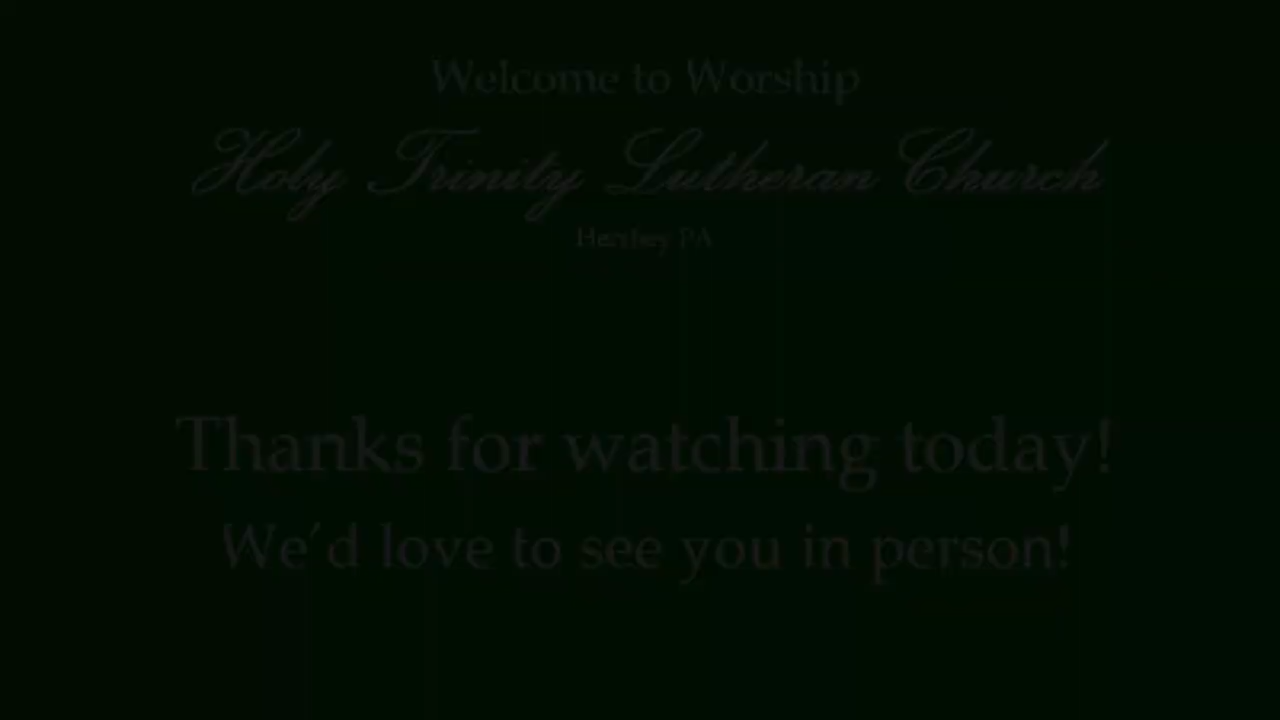 Welcome to Worship
Holy Trinity Lutheran Church
Hershey PA
Thanks for watching today!
We'd love to see you in person!